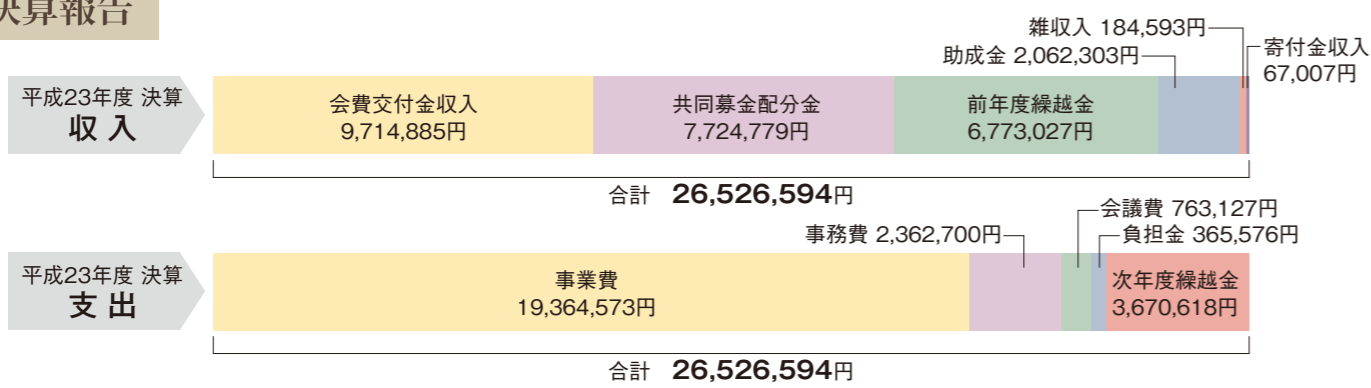 決算報告
雑収入 184,593円
寄付金収入
67,007円
助成金 2,062,303円
平成23年度 決算
収 入
会費交付金収入
9,714,885円
共同募金配分金
7,724,779円
前年度繰越金
6,773,027円
合計 26,526,594円
会議費 763,127円
事務費 2,362,700円
負担金 365,576円
平成23年度 決算
支 出
事業費
19,364,573円
次年度繰越金
3,670,618円
合計 26,526,594円